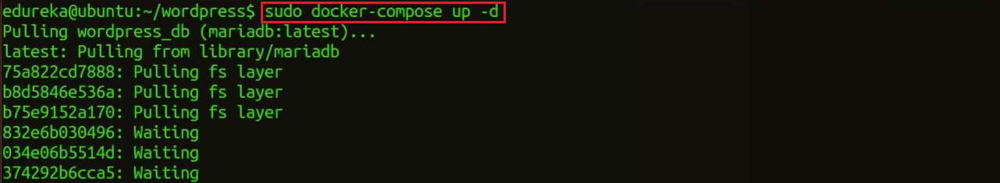 edureka@ubuntu:~/wordpress$ sudo docker-compose up -d
Pulling wordpress_db (mariadb:latest)...
latest: Pulling from library/mariadb
75a822cd7888: Pulling fs layer
b8d5846e536a: Pulling fs layer
b75e9152a170: Pulling fs layer
832e6b030496: Waiting
034e06b5514d: Waiting
374292b6cca5: Waiting